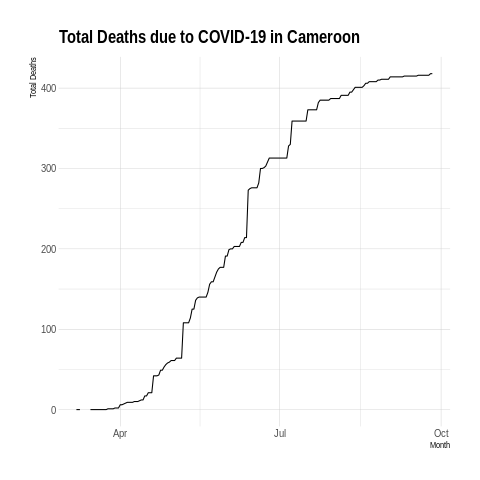 Total Deaths due to COVID-19 in Cameroon
Total Deaths
400
300
200
100
0
Apr
Jul
Oct
Month